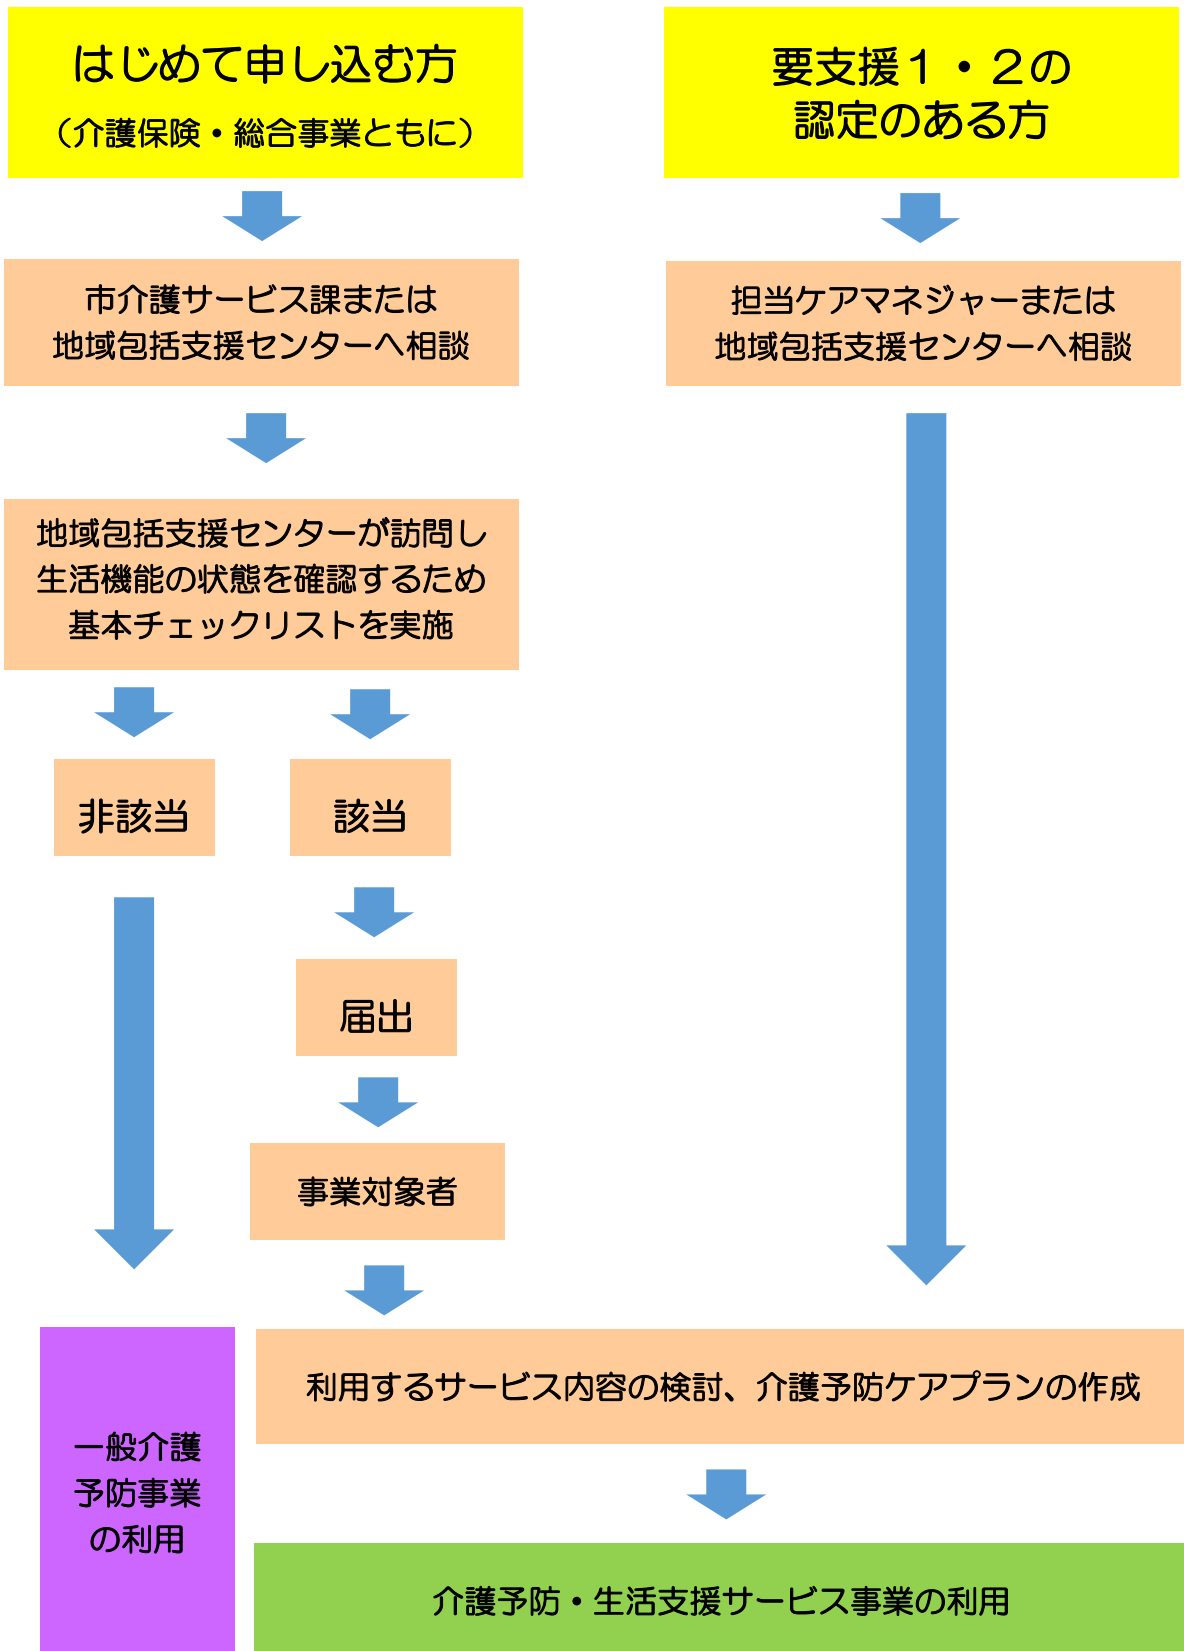 はじめて申し込む方
（介護保険・総合事業ともに）
要支援１・２の
認定のある方
市介護サービス課または
地域包括支援センターへ相談
担当ケアマネジャーまたは
地域包括支援センターへ相談
地域包括支援センターが訪問し
生活機能の状態を確認するため
基本チェックリストを実施
非該当
該当
届出
事業対象者
利用するサービス内容の検討、介護予防ケアプランの作成
一般介護
予防事業
の利用
介護予防・生活支援サービス事業の利用